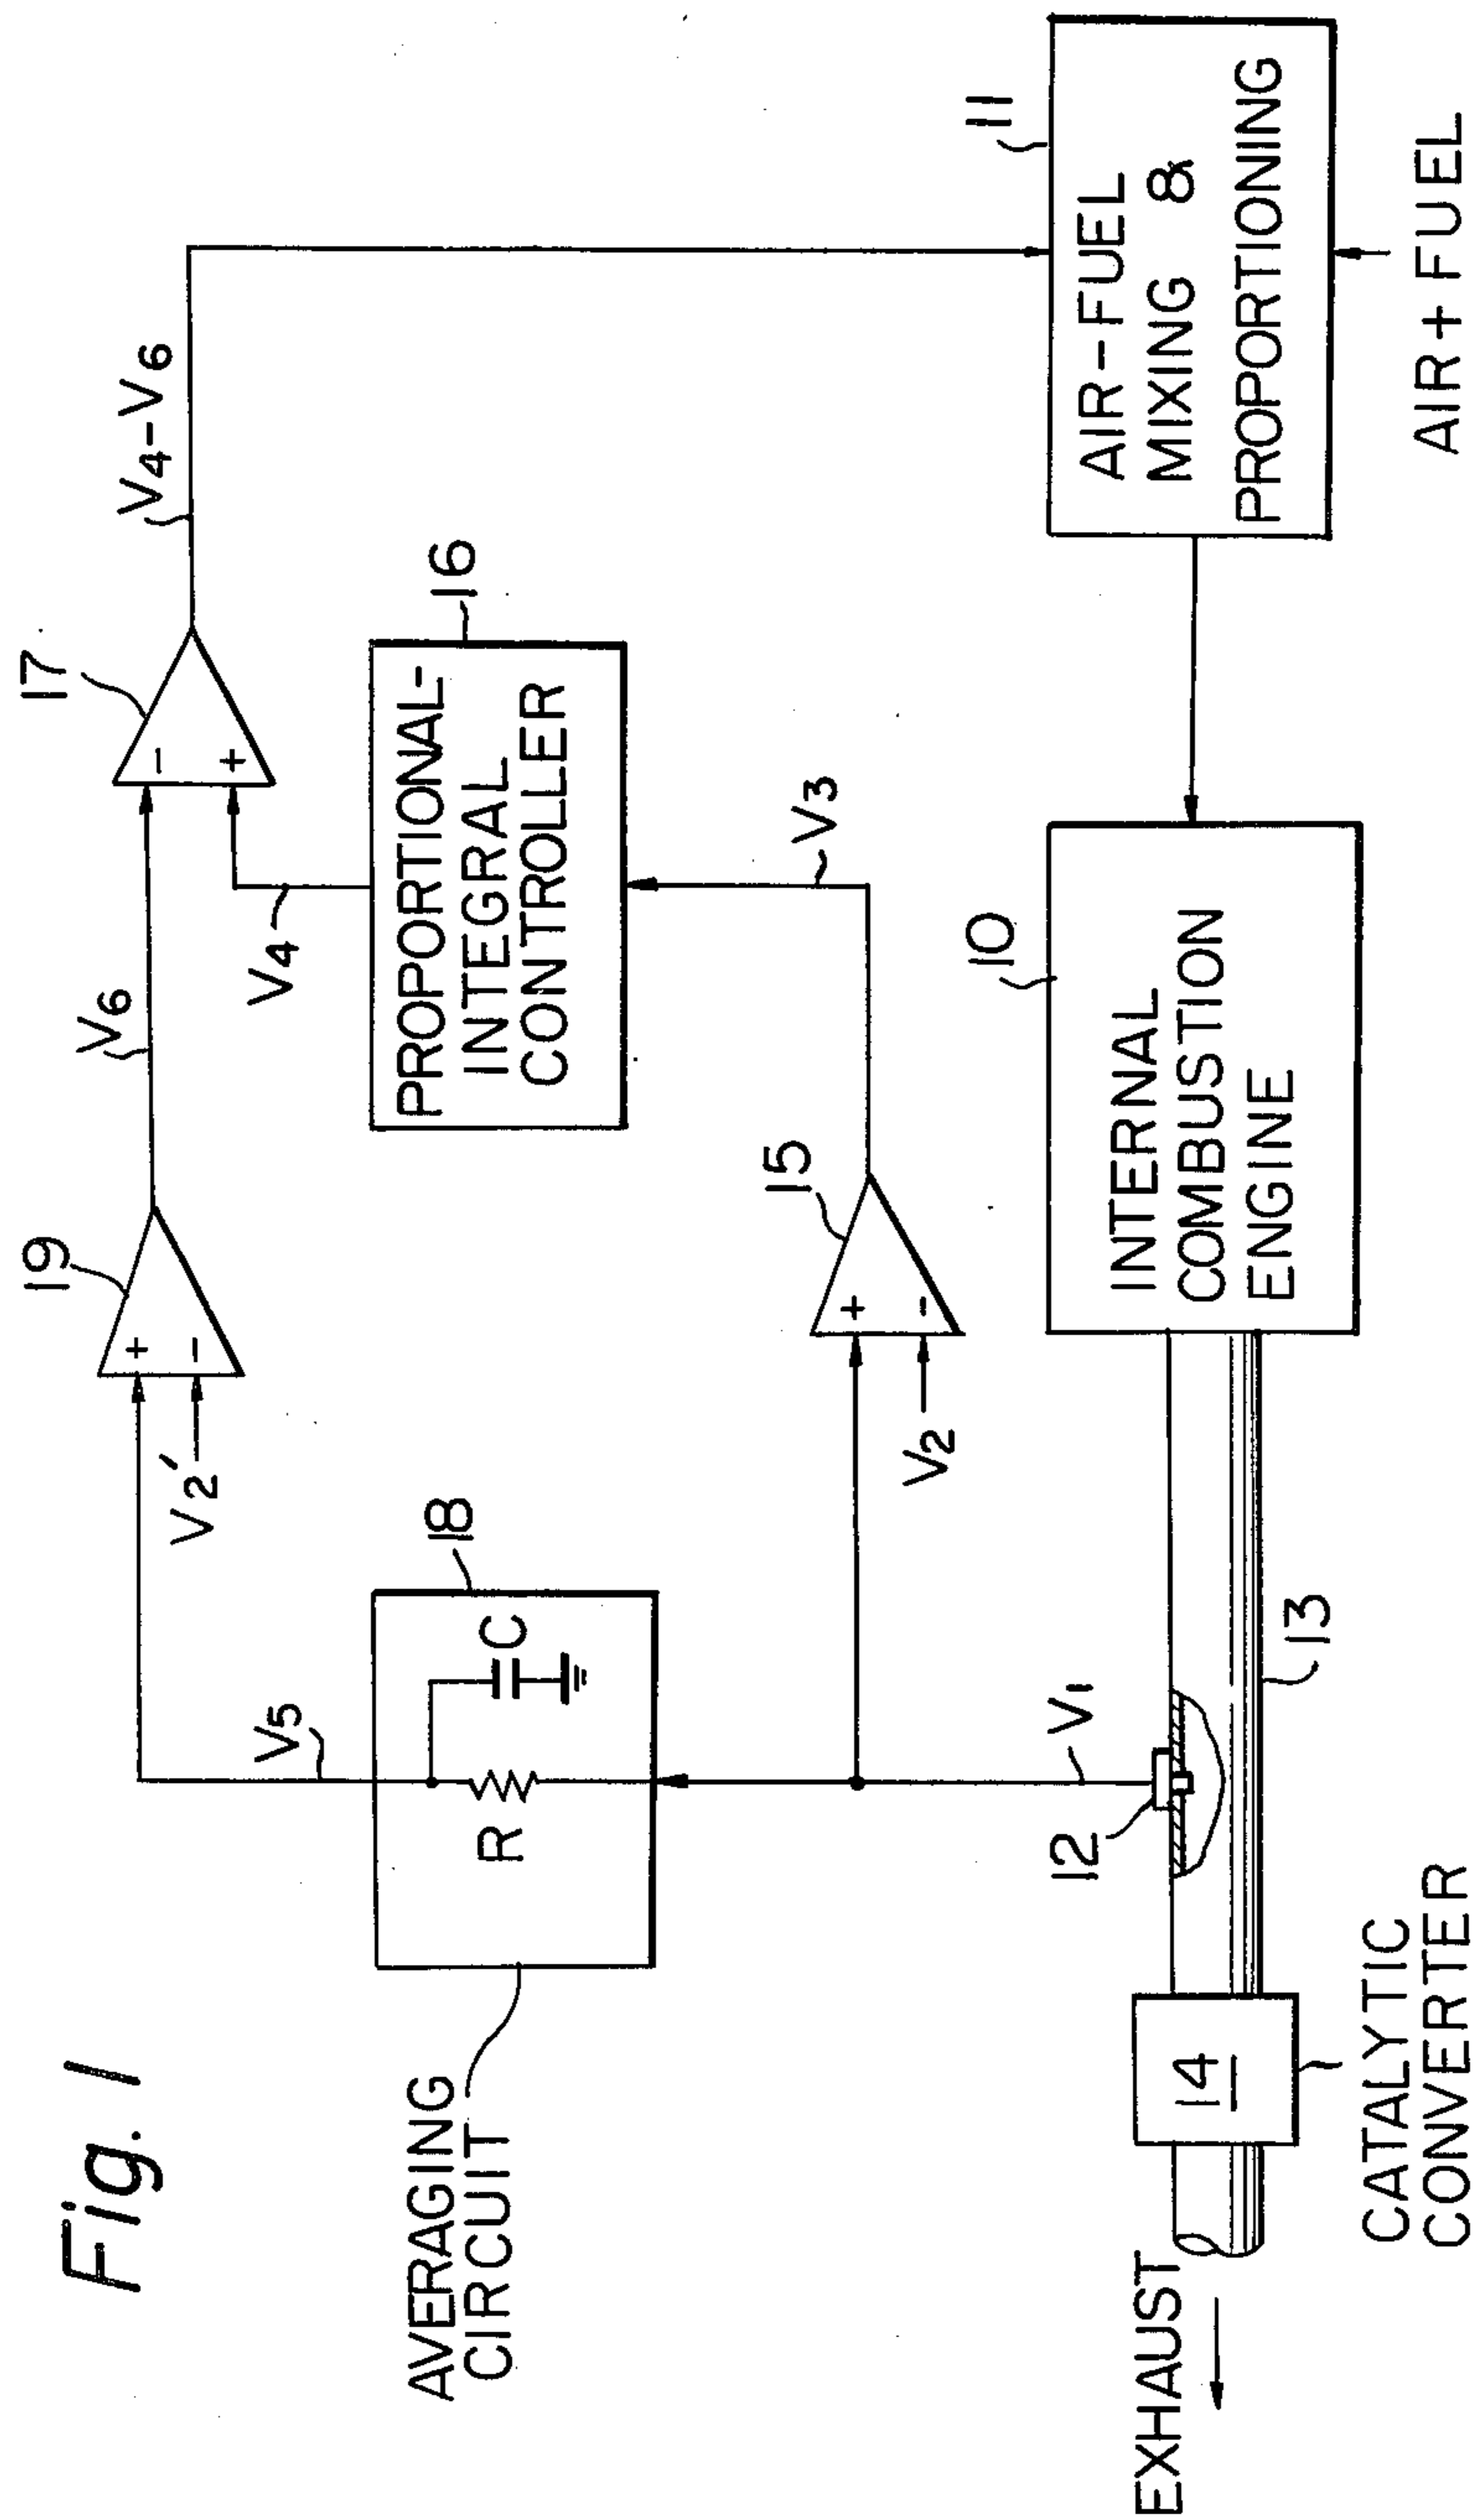 Fig. 1
AVERAGING
CIRCUIT
R
C
18
V5
V2'
+
-
19
V6
17
-
+
V4-V6
V4
PROPORTIONAL-
INTEGRAL
CONTROLLER
16
V3
15
+
-
V2
V1
12
13
10
INTERNAL
COMBUSTION
ENGINE
11
AIR-FUEL
MIXING &
PROPORTIONING
AIR+FUEL
EXHAUST
14
CATALYTIC
CONVERTER